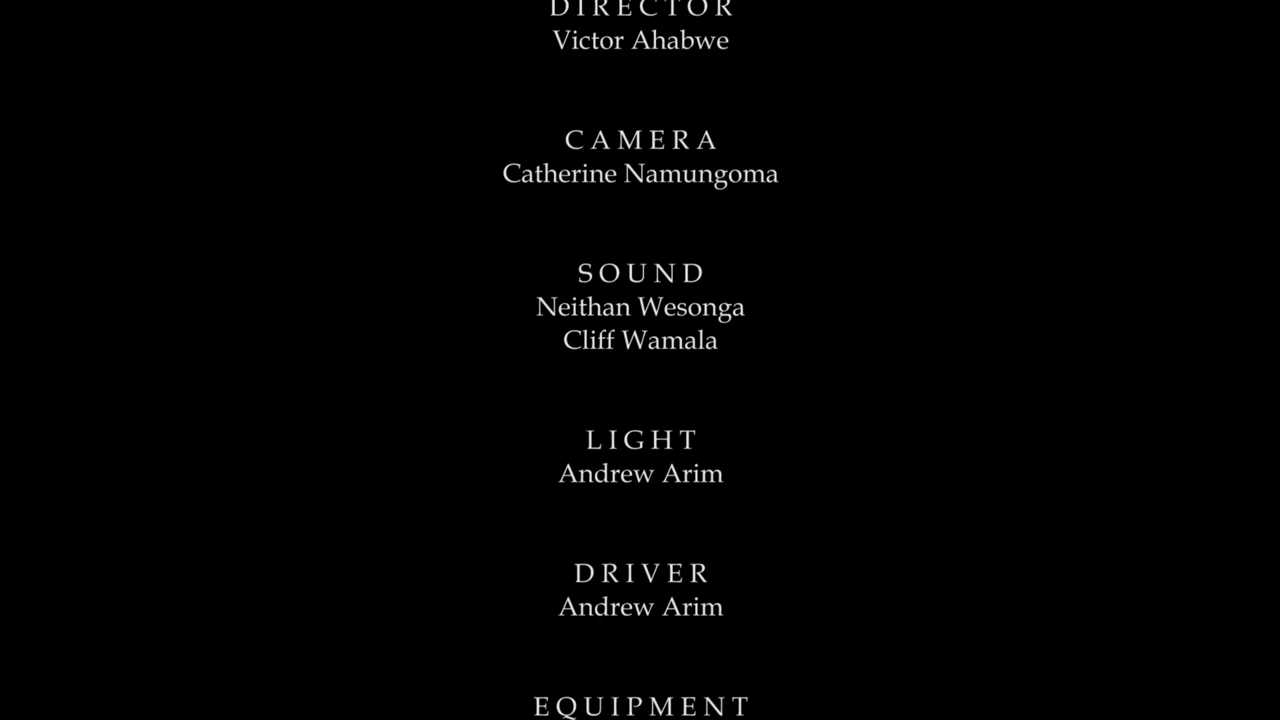 DIRECTOR
Victor Ahabwe
CAMERA
Catherine Namungoma
SOUND
Neithan Wesonga
Cliff Wamala
LIGHT
Andrew Arim
DRIVER
Andrew Arim
EQUIPMENT